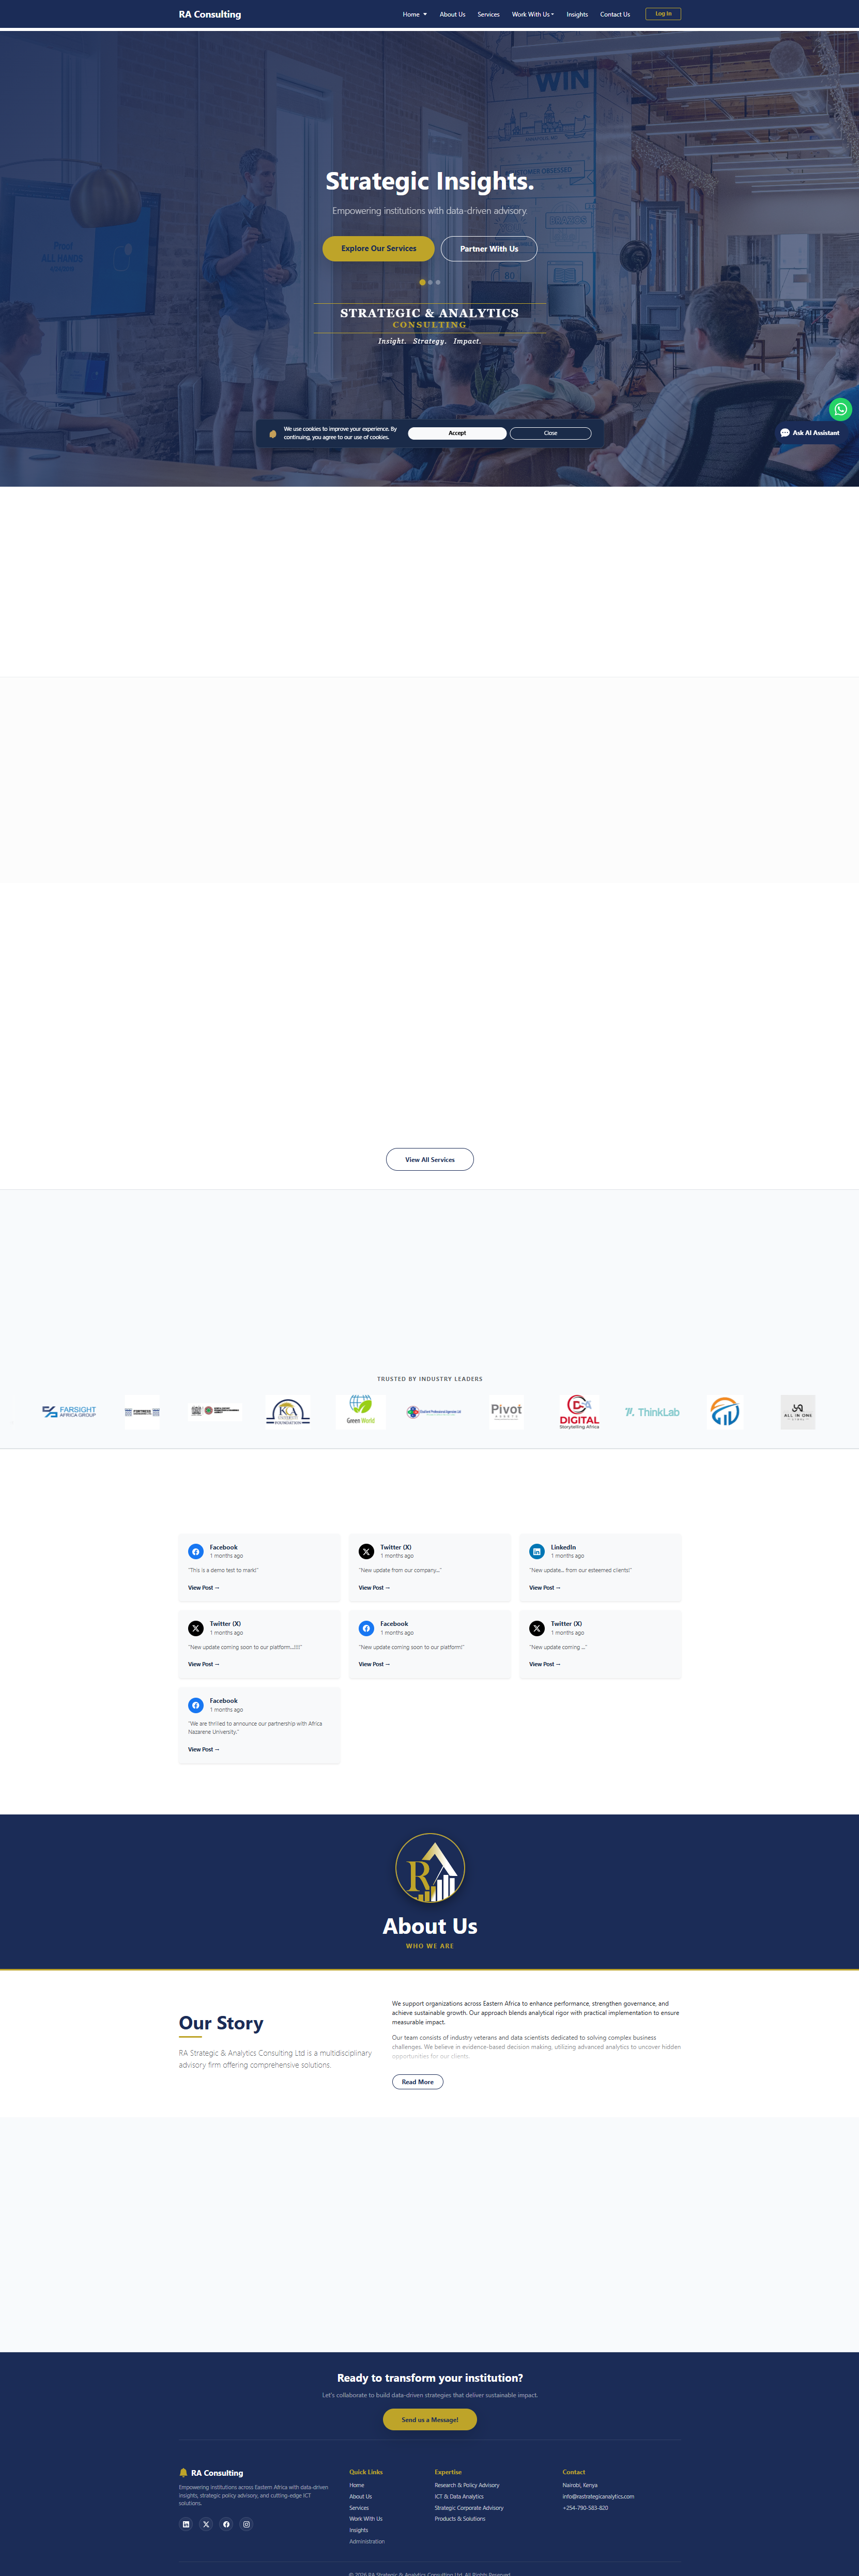 RA Consulting
Home
About Us
Services
Work With Us
Insights
Contact Us
Log In
WIN
Strategic Insights.
Empowering institutions with data-driven advisory.
Explore Our Services
Partner With Us
STRATEGIC & ANALYTICS
CONSULTING
Insight. Strategy. Impact.
We use cookies to improve your experience. By
continuing, you agree to our use of cookies.
Accept
Close
Ask AI Assistant
View All Services
TRUSTED BY INDUSTRY LEADERS
FARSIGHT
AFRICA GROUP
RCA
FOUNDATION
Green World
Pivot
DIGITAL
Storytelling Africa
ThinkLab
ALL IN ONE
Facebook
1 months ago
"This is a demo test to mark!"
View Post →
Twitter (X)
1 months ago
"New update from our company...."
View Post →
LinkedIn
1 months ago
"New update... from our esteemed clients!"
View Post →
Twitter (X)
1 months ago
"New update coming soon to our platform...!!!!"
View Post →
Facebook
1 months ago
"New update coming soon to our platform!"
View Post →
Twitter (X)
1 months ago
"New update coming ..."
View Post →
Facebook
1 months ago
"We are thrilled to announce our partnership with Africa
Nazarene University."
View Post →
R
About Us
WHO WE ARE
Our Story
RA Strategic & Analytics Consulting Ltd is a multidisciplinary
advisory firm offering comprehensive solutions.
We support organizations across Eastern Africa to enhance performance, strengthen governance, and
achieve sustainable growth. Our approach blends analytical rigor with practical implementation to ensure
measurable impact.
Our team consists of industry veterans and data scientists dedicated to solving complex business
challenges. We believe in evidence-based decision making, utilizing advanced analytics to uncover hidden
opportunities for our clients.
Read More
Ready to transform your institution?
Let's collaborate to build data-driven strategies that deliver sustainable impact.
Send us a Message!
RA Consulting
Empowering institutions across Eastern Africa with data-driven
insights, strategic policy advisory, and cutting-edge ICT
solutions.
Quick Links
Home
About Us
Services
Work With Us
Insights
Administration
Expertise
Research & Policy Advisory
ICT & Data Analytics
Strategic Corporate Advisory
Products & Solutions
Contact
Nairobi, Kenya
info@rastrategicanalytics.com
+254-790-583-820
© 2026 RA Strategic & Analytics Consulting Ltd. All Rights Reserved.